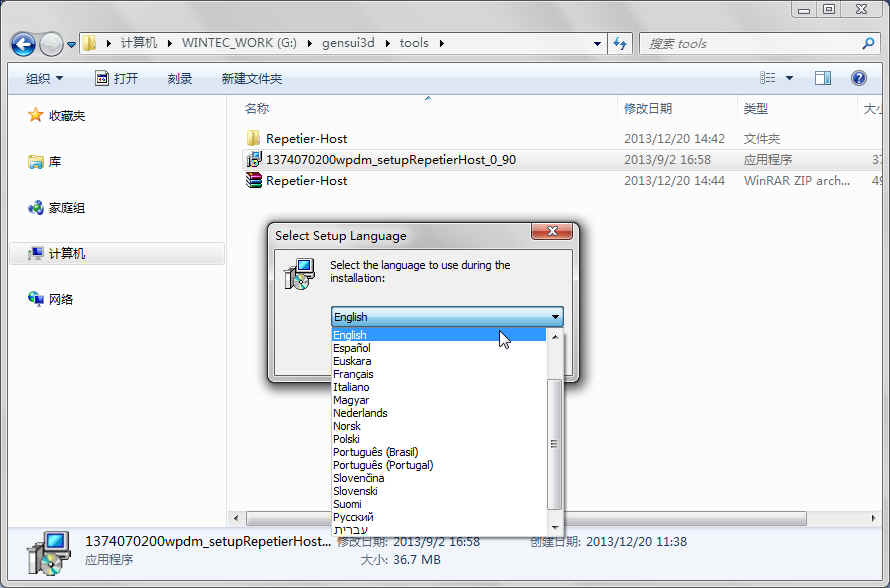 计算机 WINTEC_WORK (G:) gensui3d tools
搜索 tools
组织 打开 刻录 新建文件夹
名称 修改日期 类型
收藏夹
库
家庭组
计算机
网络
Repetier-Host 2013/12/20 14:42 文件夹
1374070200wpdm_setupRepetierHost_0_90 2013/9/2 16:58 应用程序
Repetier-Host 2013/12/20 14:44 WinRAR ZIP arch...
Select Setup Language
Select the language to use during the
installation:
English
English
Español
Euskara
Français
Italiano
Magyar
Nederlands
Norsk
Polski
Português (Brasil)
Português (Portugal)
Slovenčina
Slovenski
Suomi
Русский
עברית
1374070200wpdm_setupRepetierHost... 修改日期: 2013/9/2 16:58 创建日期: 2013/12/20 11:38
应用程序 大小: 36.7 MB